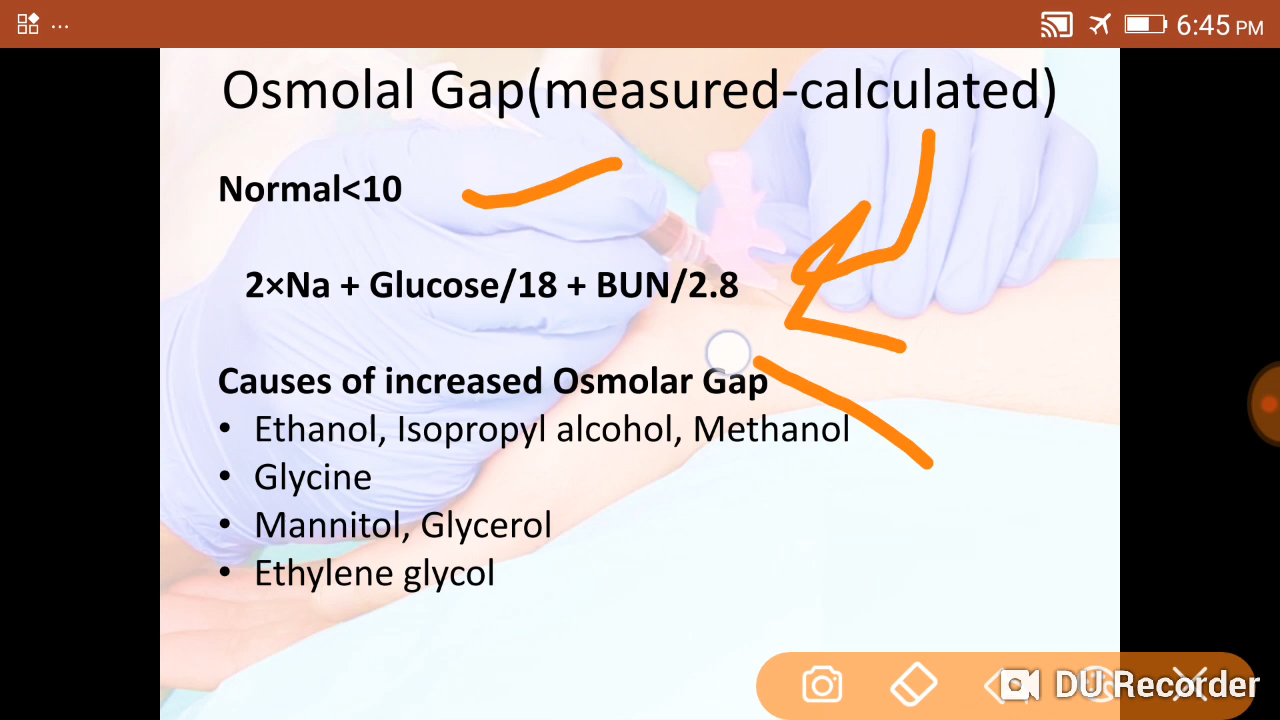 ... 6:45 PM
Osmolal Gap(measured-calculated)
Normal<10
2×Na + Glucose/18 + BUN/2.8
Causes of increased Osmolar Gap
• Ethanol, Isopropyl alcohol, Methanol
• Glycine
• Mannitol, Glycerol
• Ethylene glycol
DU Recorder